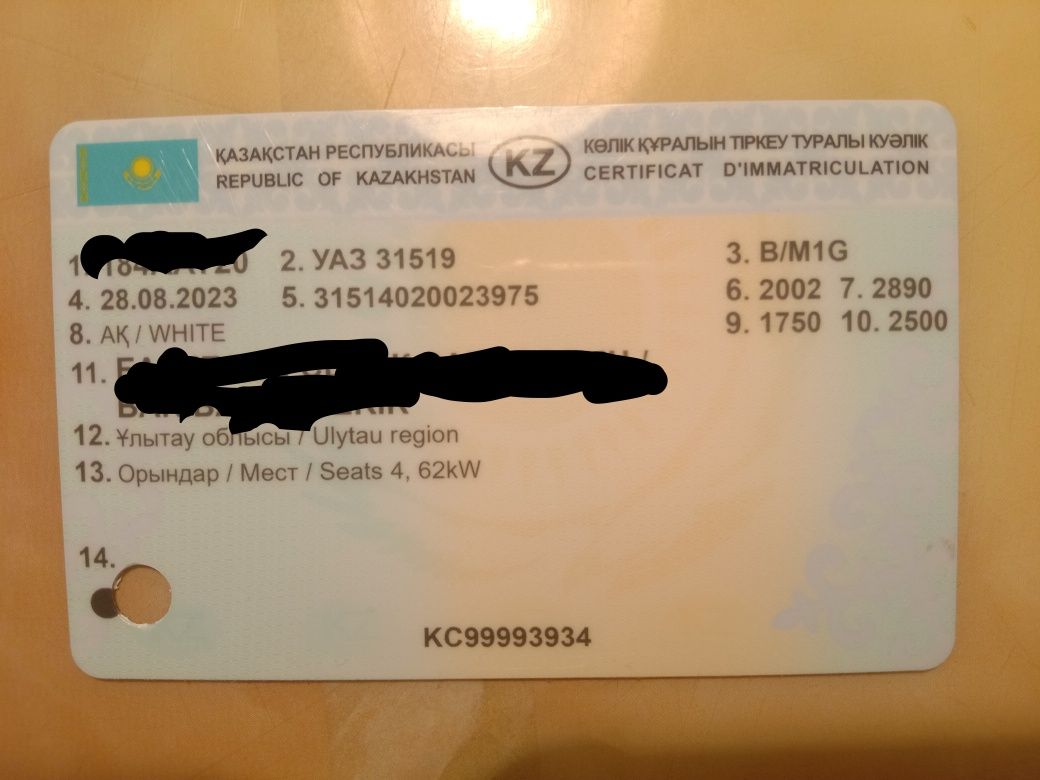 ҚАЗАҚСТАН РЕСПУБЛИКАСЫ KZ КӨЛІК ҚҰРАЛЫН ТІРКЕУ ТУРАЛЫ КУӘЛІК
REPUBLIC OF KAZAKHSTAN CERTIFICAT D'IMMATRICULATION
1. 2. УАЗ 31519 3. B/M1G
4. 28.08.2023 5. 31514020023975 6. 2002 7. 2890
8. АҚ / WHITE 9. 1750 10. 2500
11.
12. Ұлытау облысы / Ulytau region
13. Орындар / Мест / Seats 4, 62kW
14.
KC99993934